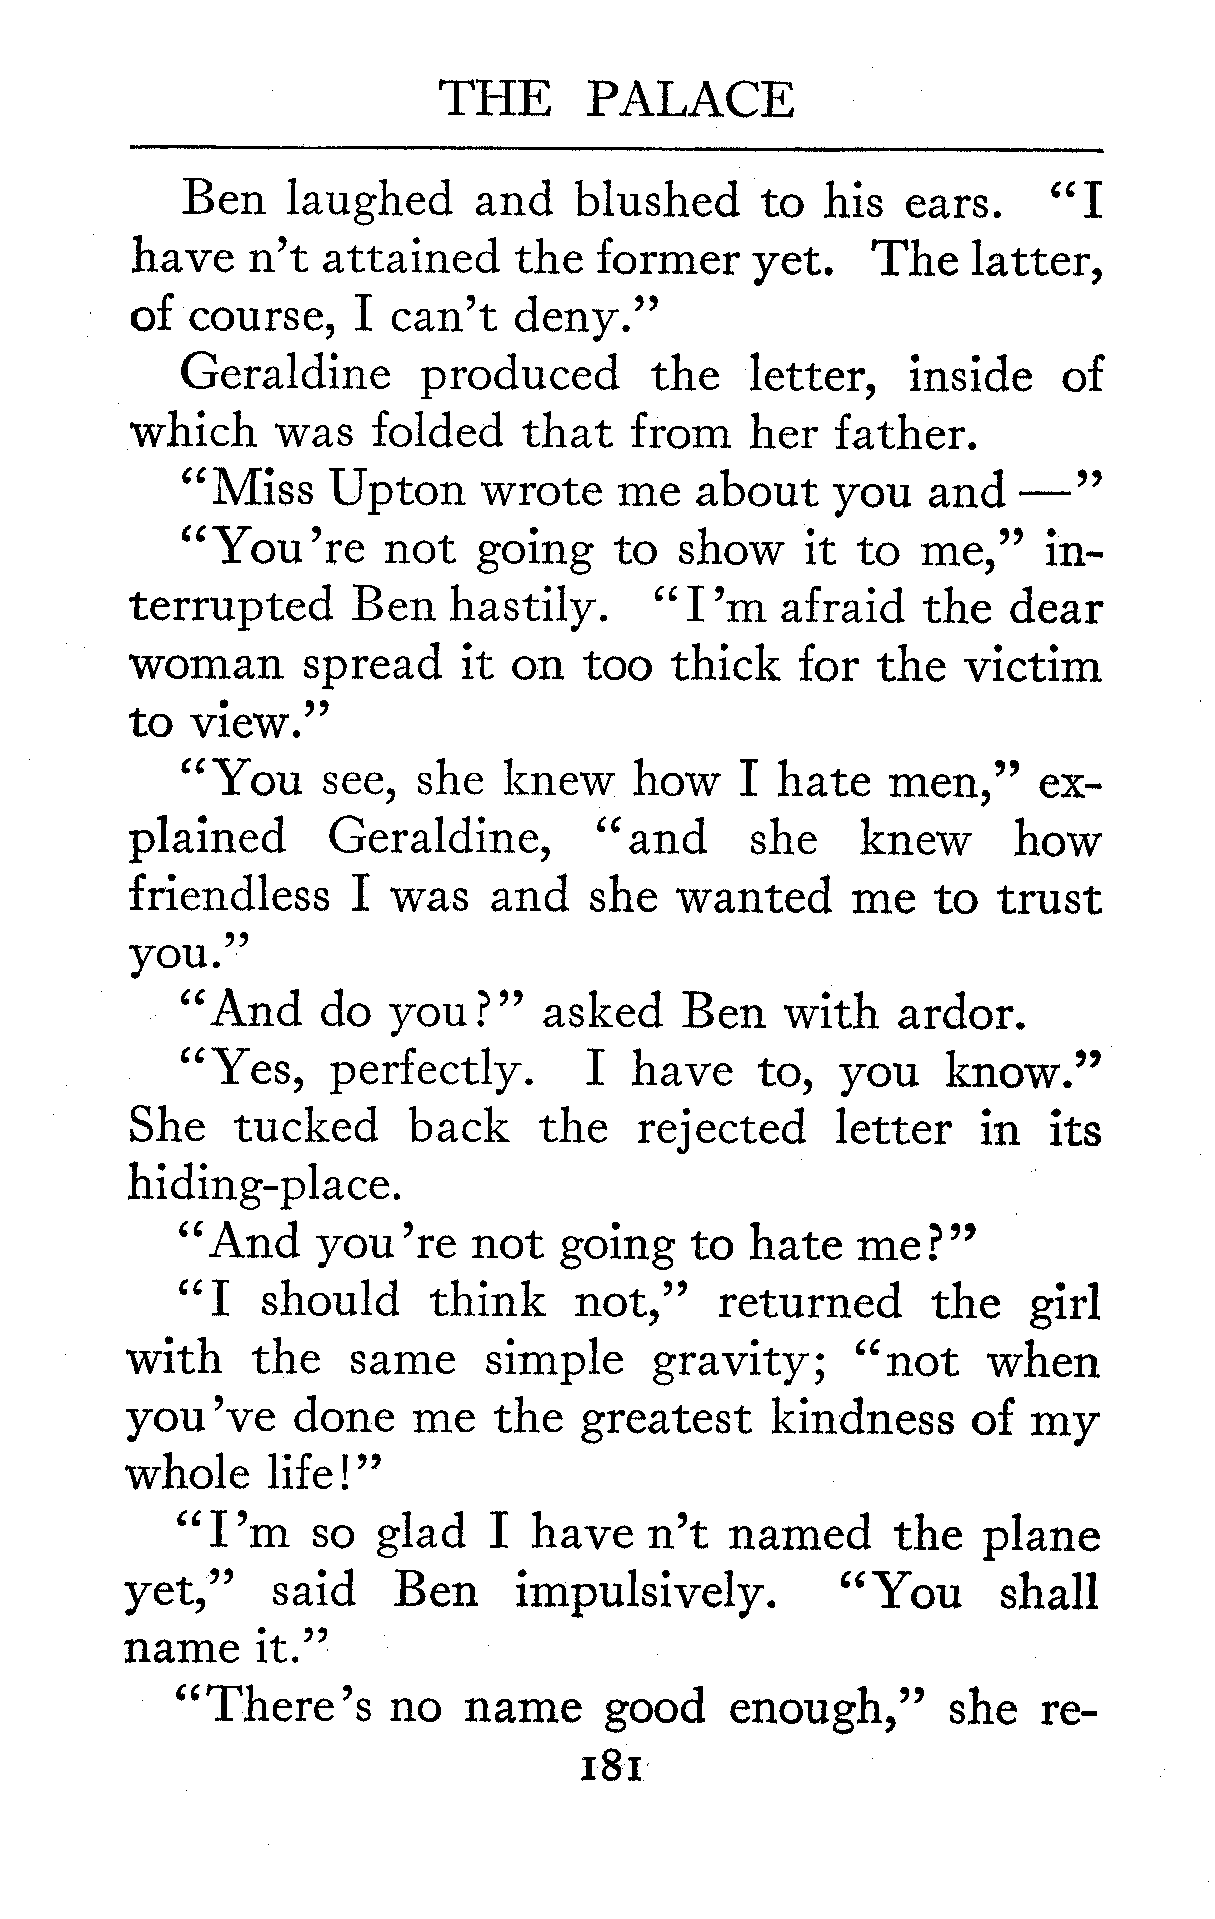 THE PALACE
Ben laughed and blushed to his ears. “I
have n’t attained the former yet. The latter,
of course, I can’t deny.”
Geraldine produced the letter, inside of
which was folded that from her father.
“Miss Upton wrote me about you and —”
“You ’re not going to show it to me,” in-
terrupted Ben hastily. “I ’m afraid the dear
woman spread it on too thick for the victim
to view.”
“You see, she knew how I hate men,” ex-
plained Geraldine, “and she knew how
friendless I was and she wanted me to trust
you.”
“And do you?” asked Ben with ardor.
“Yes, perfectly. I have to, you know.”
She tucked back the rejected letter in its
hiding-place.
“And you ’re not going to hate me?”
“I should think not,” returned the girl
with the same simple gravity; “not when
you ’ve done me the greatest kindness of my
whole life!”
“I ’m so glad I have n’t named the plane
yet,” said Ben impulsively. “You shall
name it.”
“There ’s no name good enough,” she re-
181